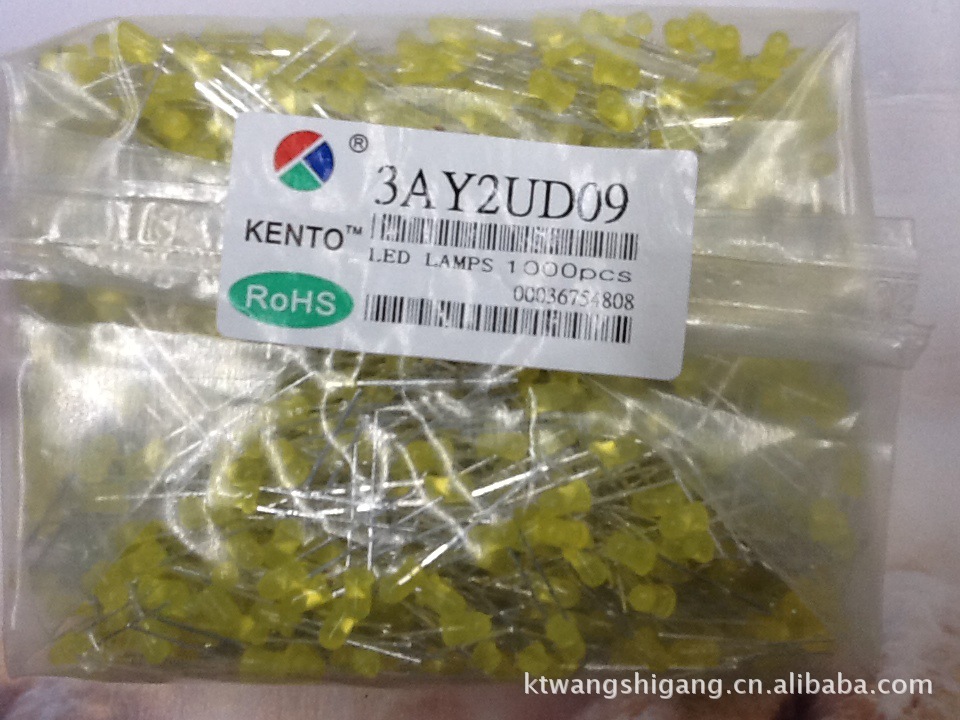 ®
3AY2UD09
KENTO™
LED LAMPS 1000pcs
RoHS
00036754808
ktwangshigang.cn.alibaba.com